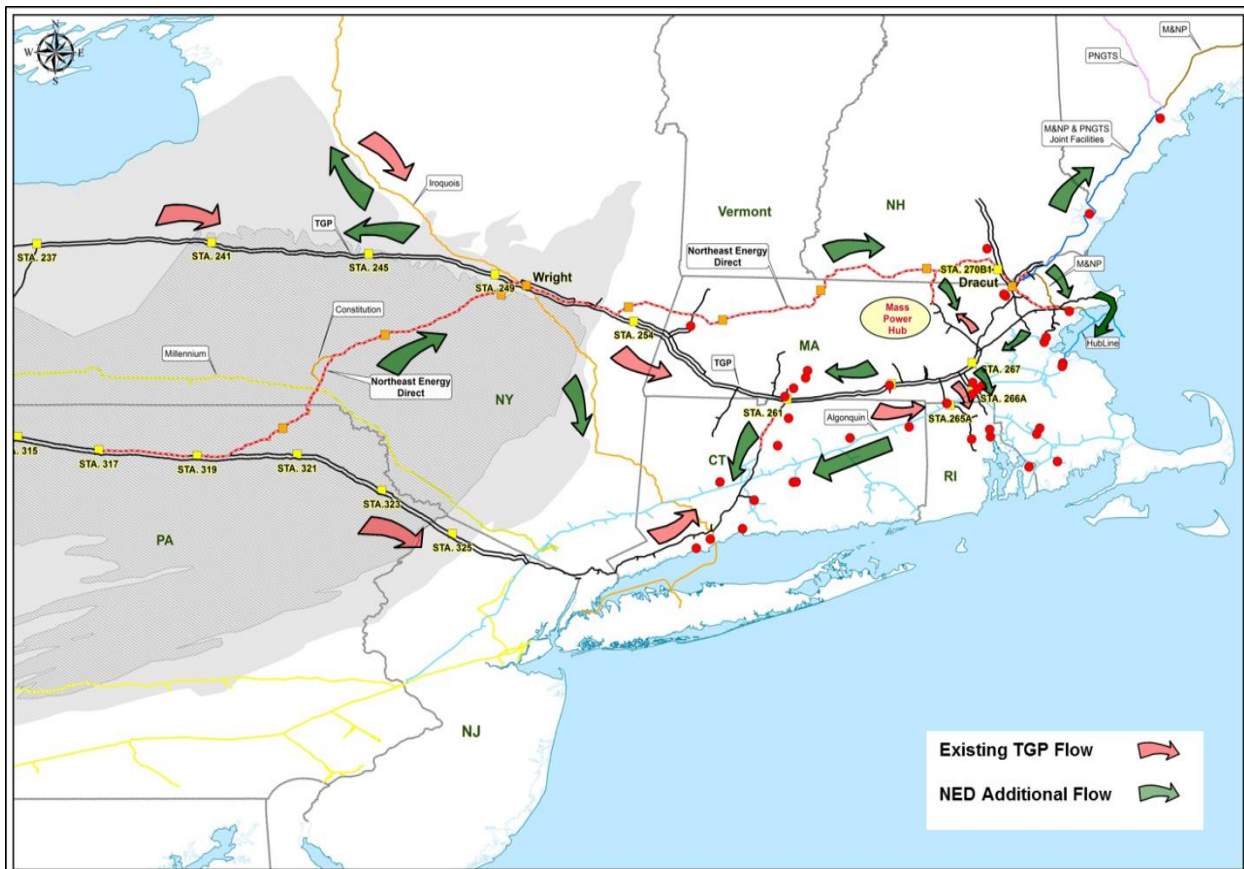 N
W E
S
M&NP
PNGTS
M&NP & PNGTS
Joint Facilities
Iroquois
Vermont
NH
TGP
Northeast Energy
Direct
STA. 237
STA. 241
STA. 245
STA. 249
Wright
STA. 270B1
Dracut
M&NP
Constitution
Mass
Power
Hub
STA. 254
HubLine
Millennium
MA
Northeast Energy
Direct
TGP
STA. 267
NY
STA. 261
STA. 266A
STA.265A
Algonquin
A. 315
STA. 317
STA. 319
STA. 321
CT
RI
STA.323
STA. 325
PA
NJ
Existing TGP Flow
NED Additional Flow